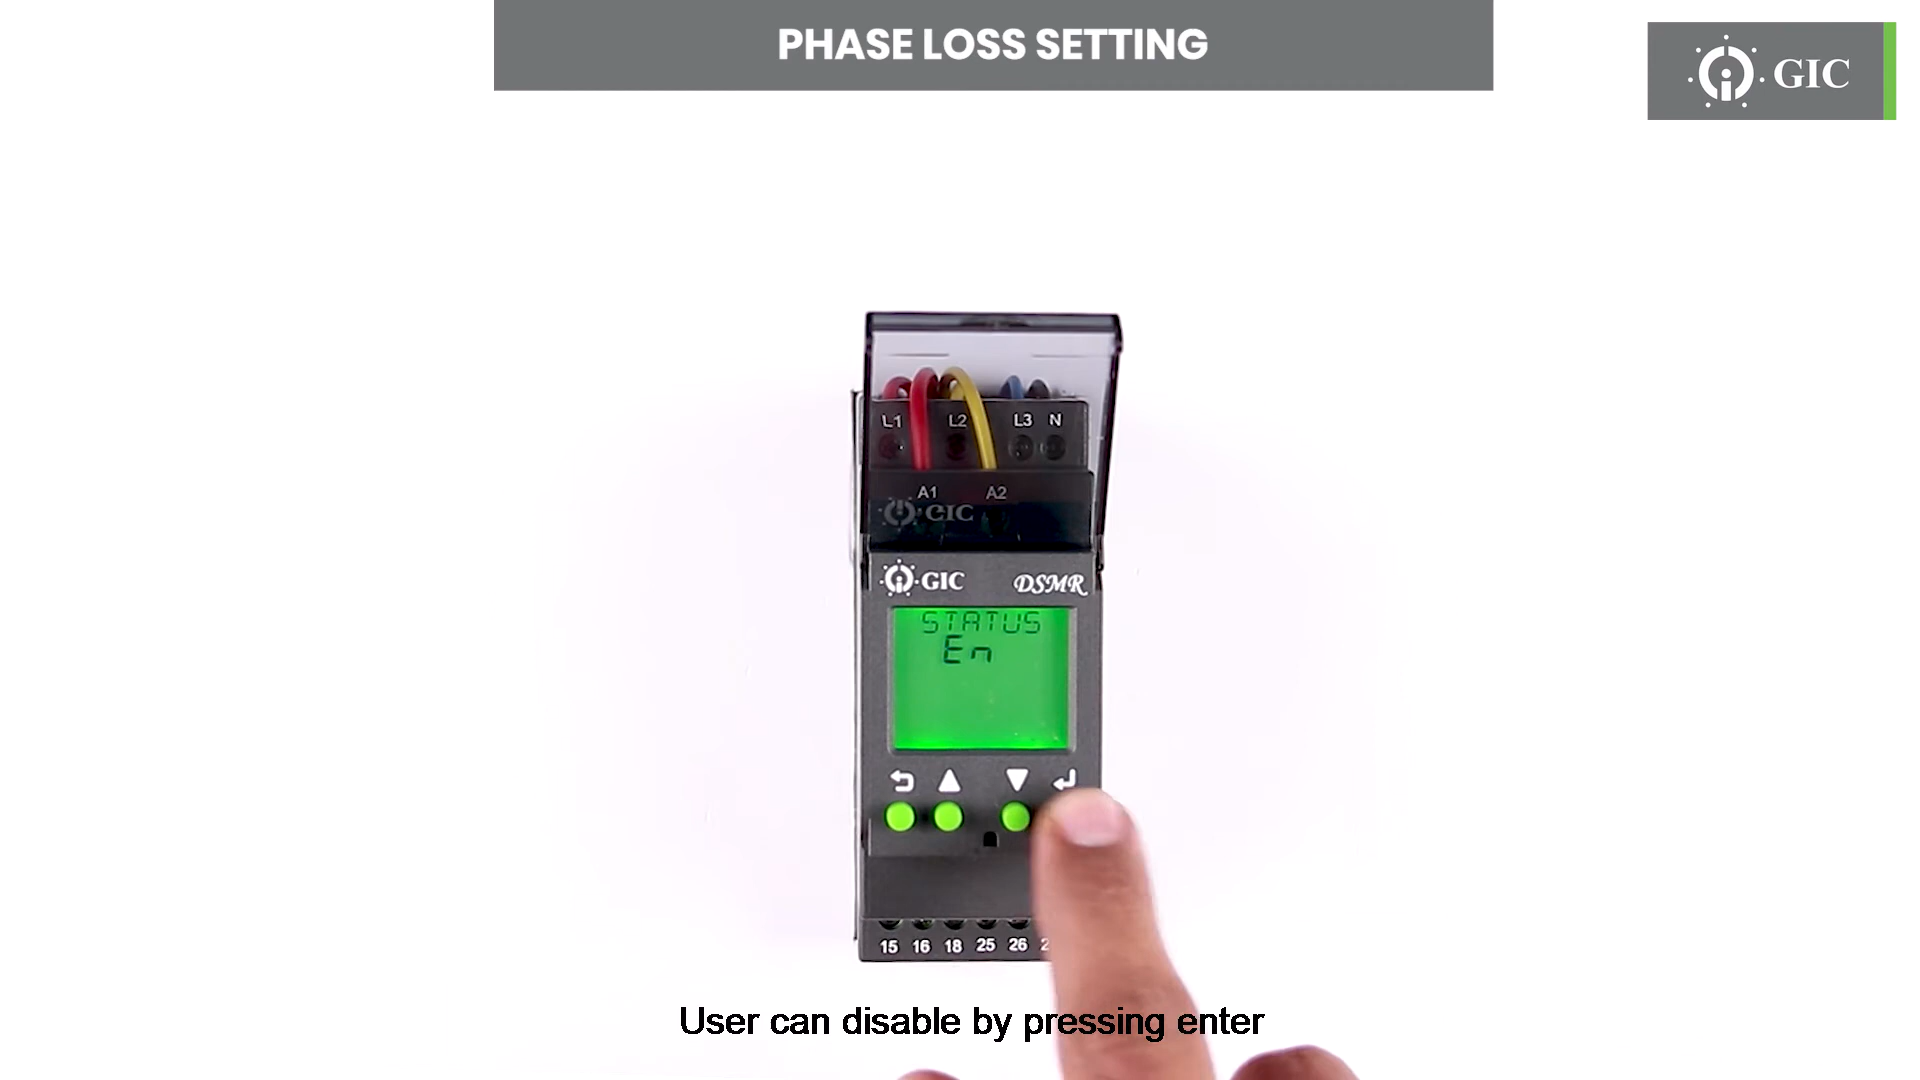 PHASE LOSS SETTING
GIC
L1 L2 L3 N
A1 A2
GIC
GIC DSMR
STATUS
En
15 16 18 25 26
User can disable by pressing enter